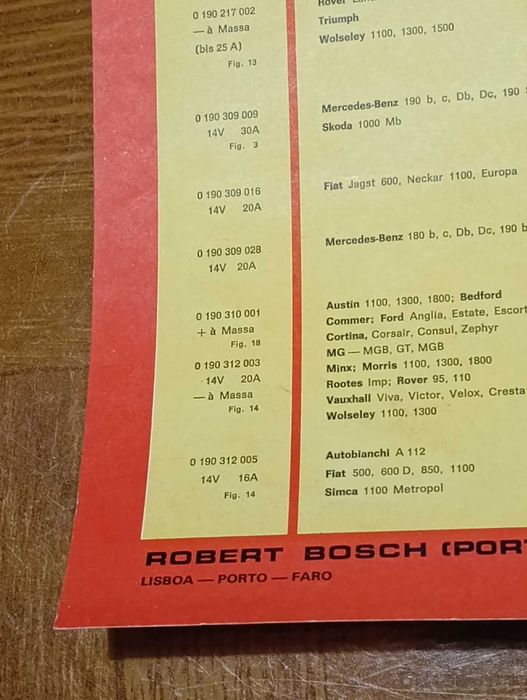 0 190 217 002
— à Massa
(bis 25 A)
Fig. 13
Rover
Triumph
Wolseley 1100, 1300, 1500
0 190 309 009
14V 30A
Fig. 3
Mercedes-Benz 190 b, c, Db, Dc, 190
Skoda 1000 Mb
0 190 309 016
14V 20A
Fiat Jagst 600, Neckar 1100, Europa
0 190 309 028
14V 20A
Mercedes-Benz 180 b, c, Db, Dc, 190 b
0 190 310 001
+ à Massa
Fig. 18
0 190 312 003
14V 20A
— à Massa
Fig. 14
Austin 1100, 1300, 1800; Bedford
Commer; Ford Anglia, Estate, Escort
Cortina, Corsair, Consul, Zephyr
MG — MGB, GT, MGB
Minx; Morris 1100, 1300, 1800
Rootes Imp; Rover 95, 110
Vauxhall Viva, Victor, Velox, Cresta
Wolseley 1100, 1300
0 190 312 005
14V 16A
Fig. 14
Autobianchi A 112
Fiat 500, 600 D, 850, 1100
Simca 1100 Metropol
ROBERT BOSCH (POR
LISBOA — PORTO — FARO